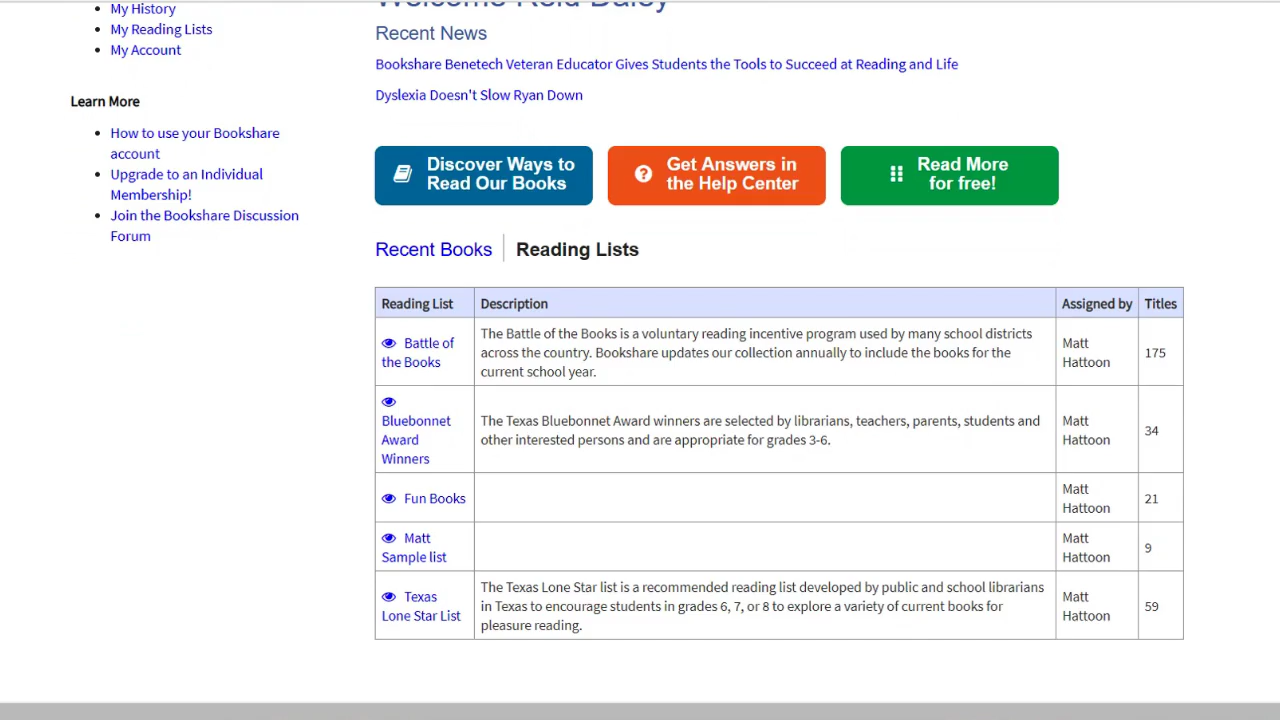 My History
My Reading Lists
My Account
Learn More
How to use your Bookshare
account
Upgrade to an Individual
Membership!
Join the Bookshare Discussion
Forum
Welcome Reid Daisy
Recent News
Bookshare Benetech Veteran Educator Gives Students the Tools to Succeed at Reading and Life
Dyslexia Doesn't Slow Ryan Down
Discover Ways to
Read Our Books
Get Answers in
the Help Center
Read More
for free!
Recent Books
Reading Lists
Reading List
Description
Assigned by
Titles
Battle of
the Books
The Battle of the Books is a voluntary reading incentive program used by many school districts
across the country. Bookshare updates our collection annually to include the books for the
current school year.
Matt
Hattoon
175
Bluebonnet
Award
Winners
The Texas Bluebonnet Award winners are selected by librarians, teachers, parents, students and
other interested persons and are appropriate for grades 3-6.
Matt
Hattoon
34
Fun Books
Matt
Hattoon
21
Matt
Sample list
Matt
Hattoon
9
Texas
Lone Star List
The Texas Lone Star list is a recommended reading list developed by public and school librarians
in Texas to encourage students in grades 6, 7, or 8 to explore a variety of current books for
pleasure reading.
Matt
Hattoon
59